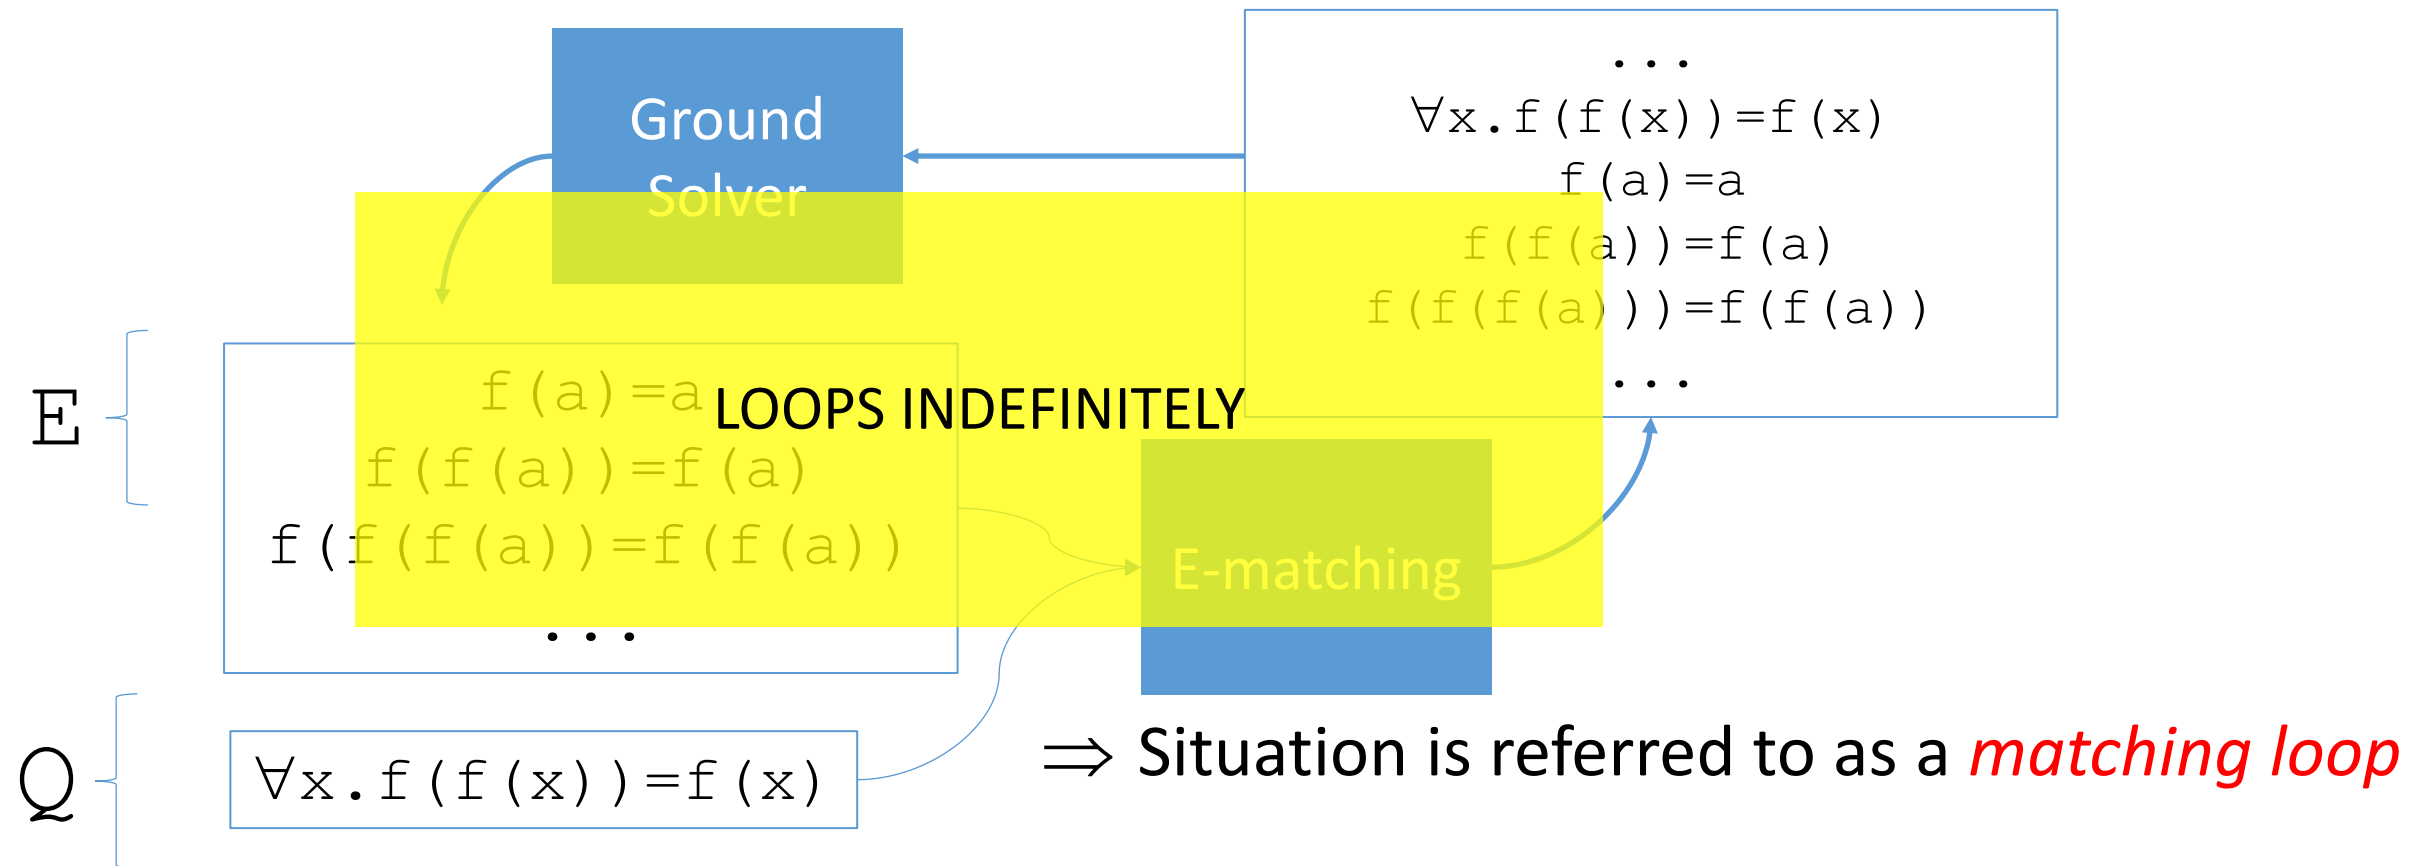 Ground
Solver
...
∀x.f(f(x))=f(x)
f(a)=a
f(f(a))=f(a)
f(f(f(a)))=f(f(a))
...
E
f(a)=a
f(f(a))=f(a)
f(f(f(a))=f(f(a))
...
LOOPS INDEFINITELY
E-matching
Q
∀x.f(f(x))=f(x)
⇒ Situation is referred to as a matching loop